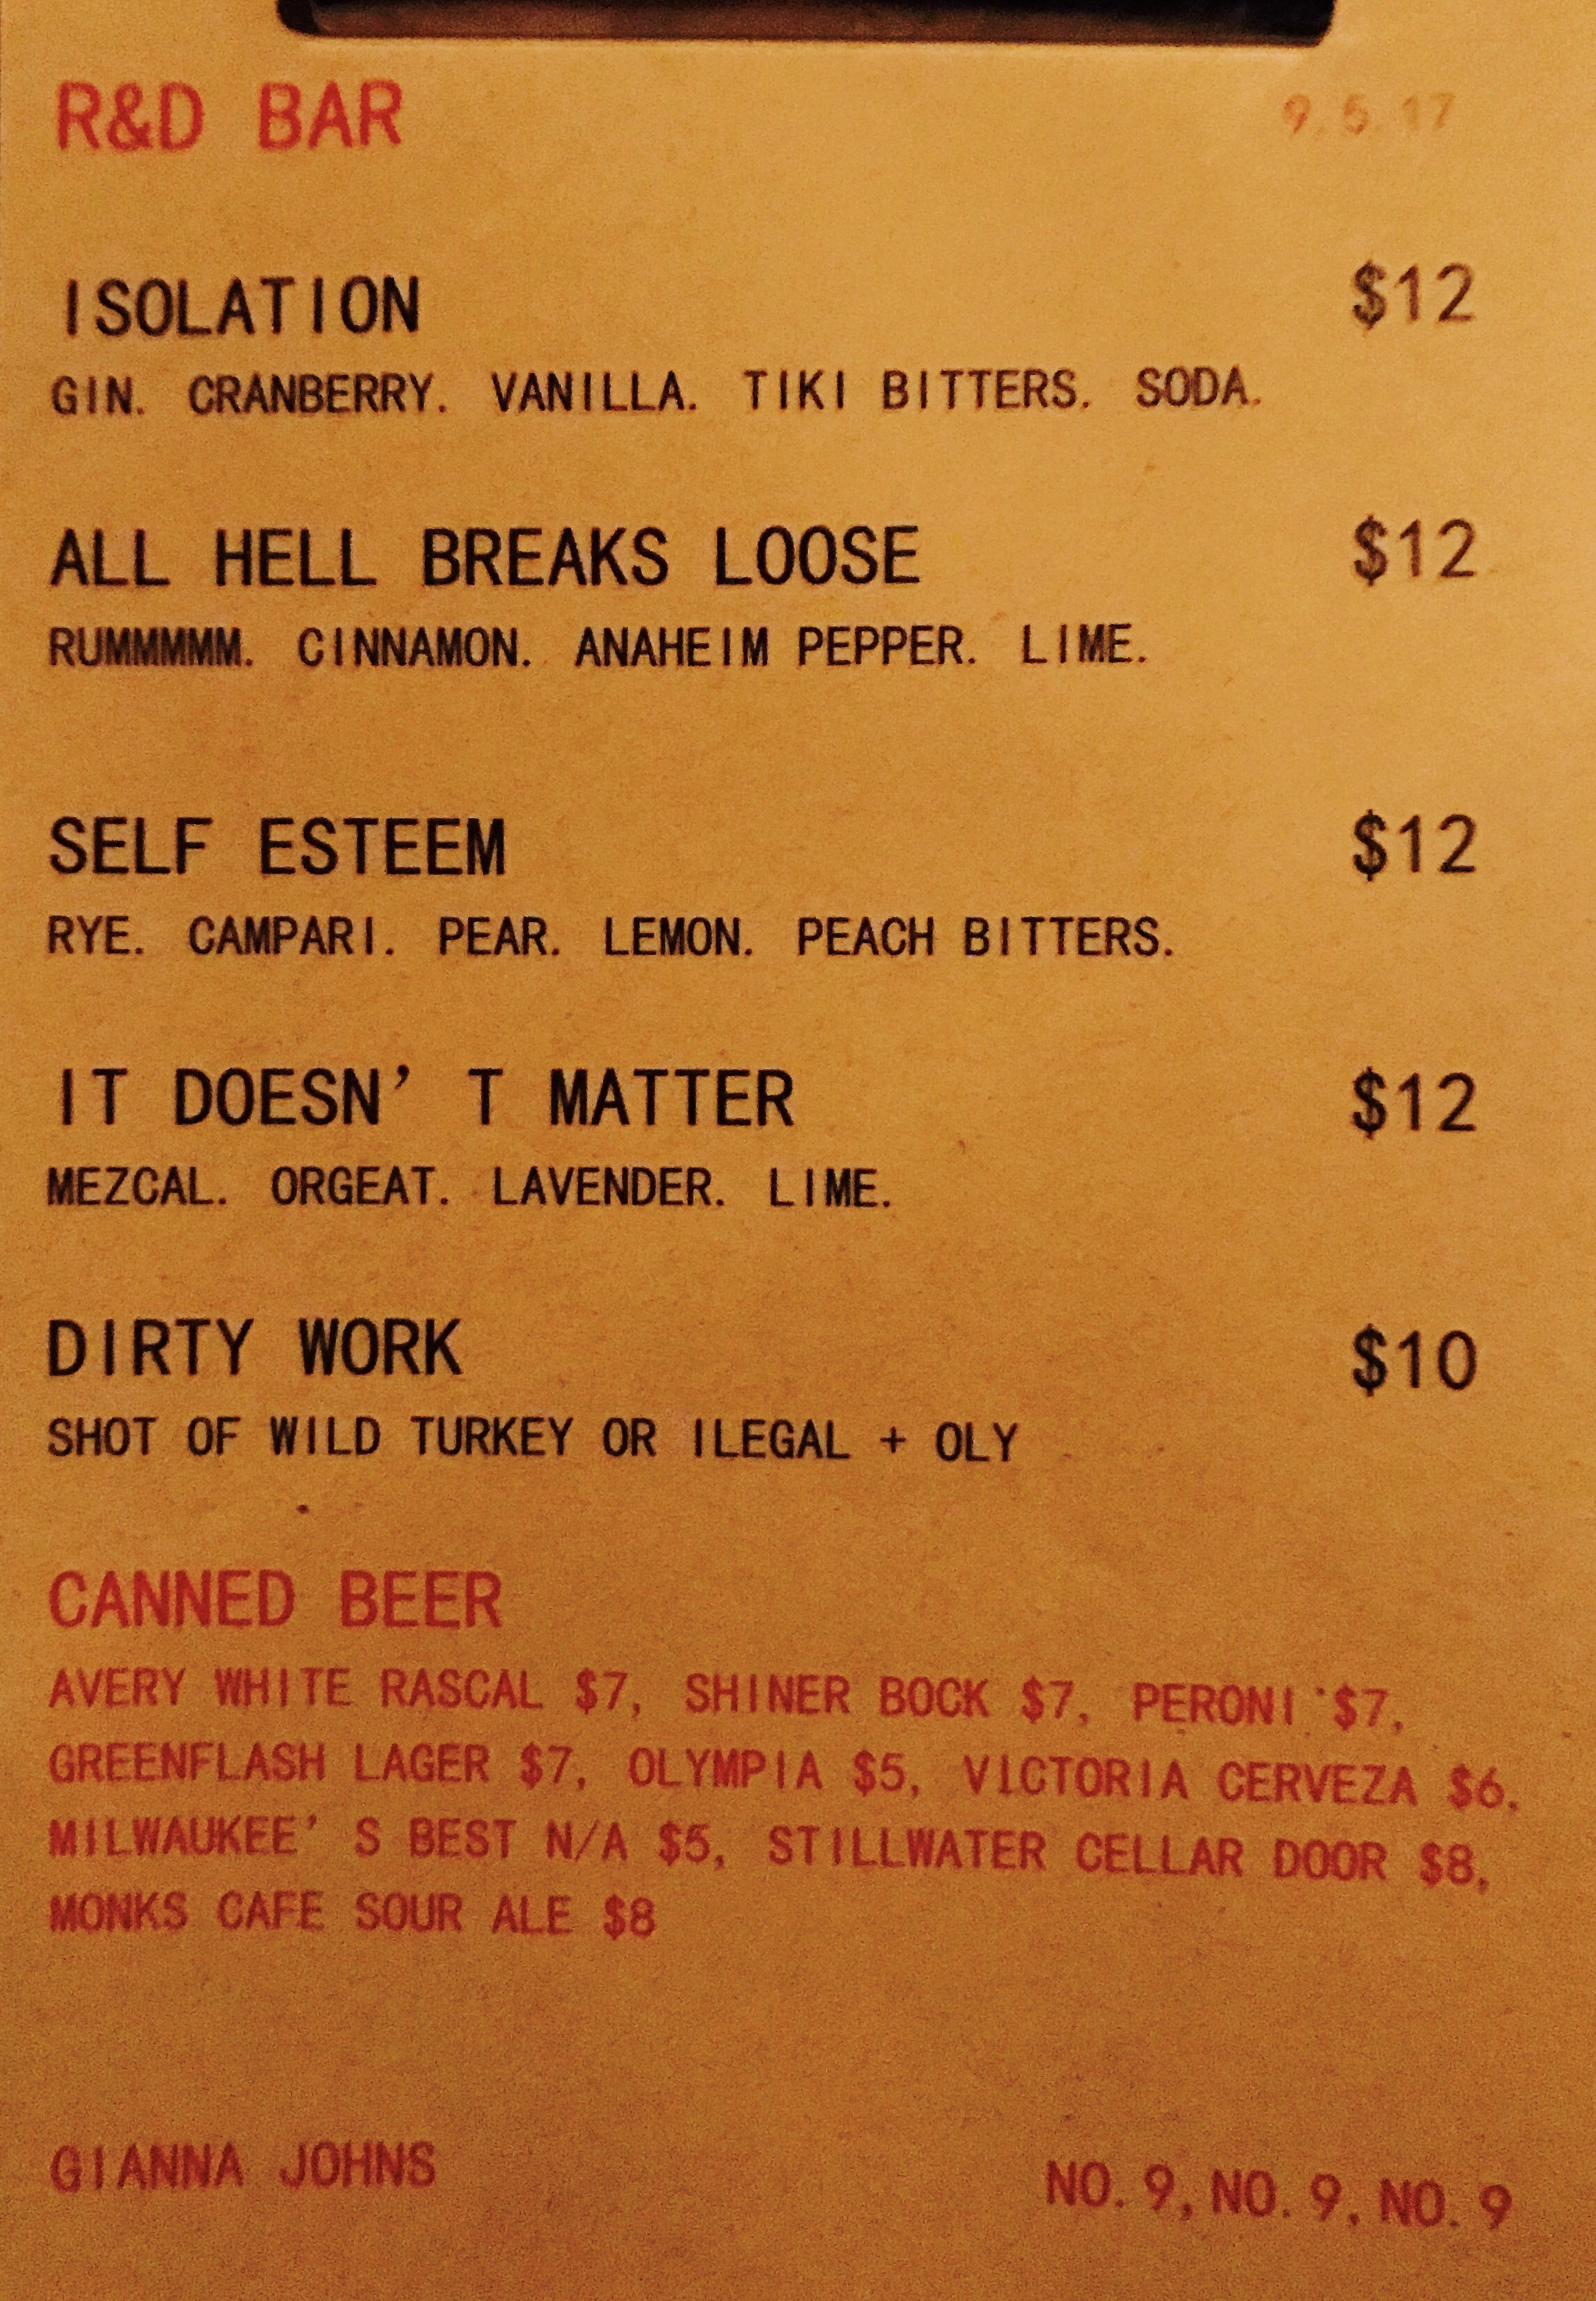 R&D BAR 9.5.17
ISOLATION $12
GIN. CRANBERRY. VANILLA. TIKI BITTERS. SODA.
ALL HELL BREAKS LOOSE $12
RUMMMMM. CINNAMON. ANAHEIM PEPPER. LIME.
SELF ESTEEM $12
RYE. CAMPARI. PEAR. LEMON. PEACH BITTERS.
IT DOESN' T MATTER $12
MEZCAL. ORGEAT. LAVENDER. LIME.
DIRTY WORK $10
SHOT OF WILD TURKEY OR ILEGAL + OLY
CANNED BEER
AVERY WHITE RASCAL $7, SHINER BOCK $7, PERONI $7,
GREENFLASH LAGER $7, OLYMPIA $5, VICTORIA CERVEZA $6,
MILWAUKEE' S BEST N/A $5, STILLWATER CELLAR DOOR $8,
MONKS CAFE SOUR ALE $8
GIANNA JOHNS NO. 9, NO. 9, NO. 9